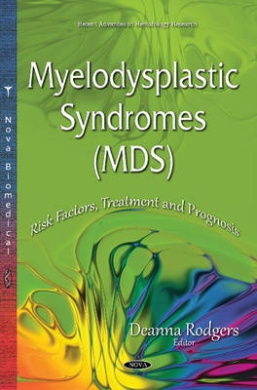 Recent Advances in Hematology Research
Myelodysplastic
Syndromes
(MDS)
Risk Factors, Treatment and Prognosis
Deanna Rodgers
Editor
NOVA
Nova Biomedical